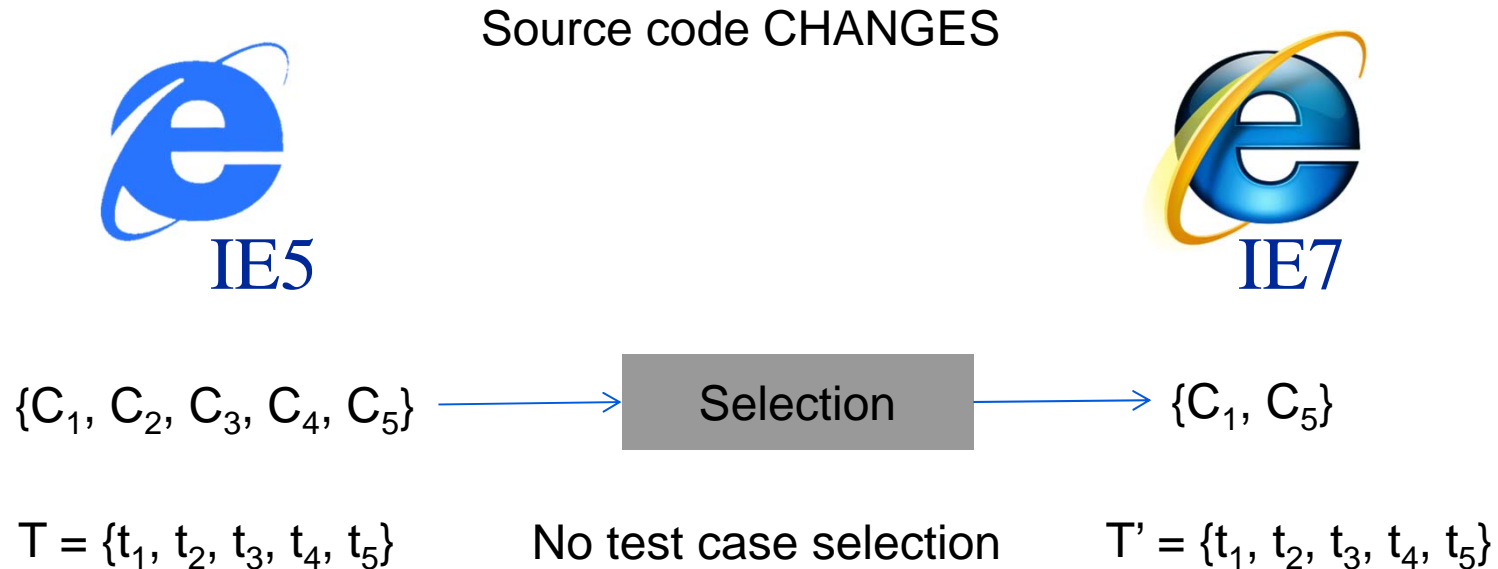 Source code CHANGES
IE5
IE7
{C₁, C₂, C₃, C₄, C₅}
Selection
{C₁, C₅}
T = {t₁, t₂, t₃, t₄, t₅}
No test case selection
T’ = {t₁, t₂, t₃, t₄, t₅}